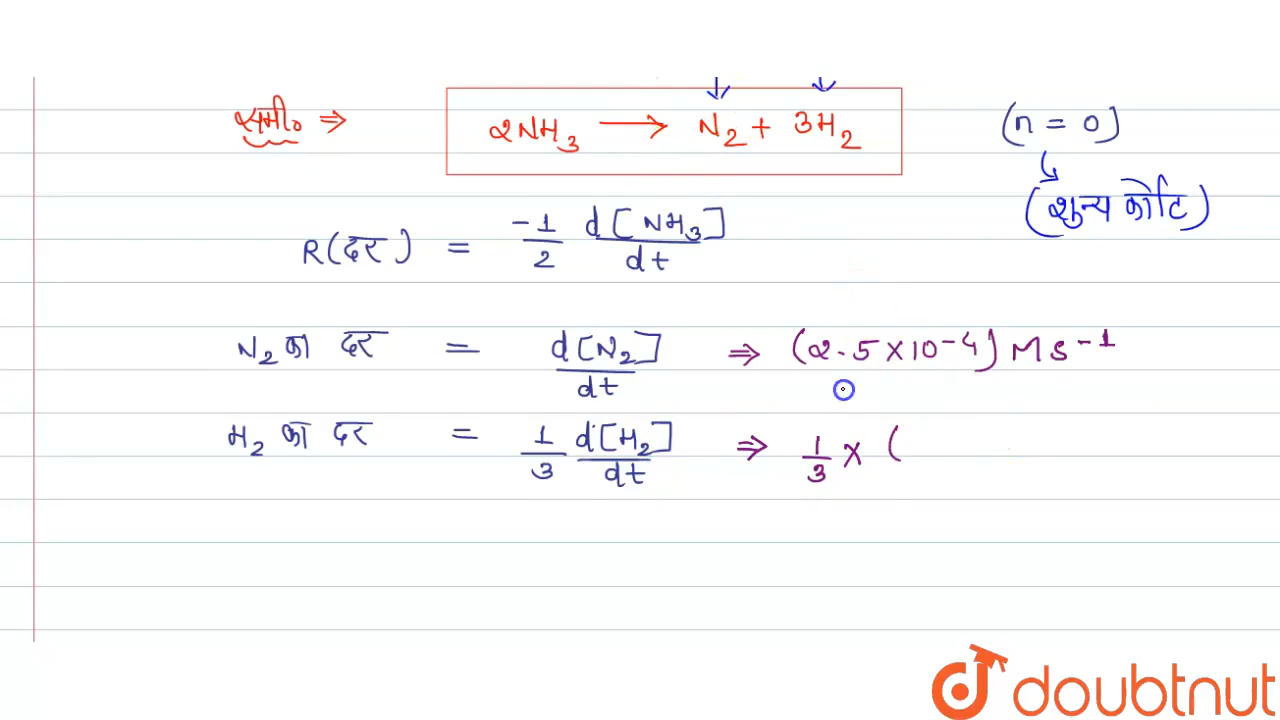 समी० ⇒ 2NH₃ ⟶ N₂ + 3H₂ (n = 0)
(शून्य कोटि)
R(दर) = -1/2 d[NH₃]/dt
N₂ का दर = d[N₂]/dt ⇒ (2.5×10⁻⁴) M s⁻¹
H₂ का दर = 1/3 d[H₂]/dt ⇒ 1/3 × (
doubtnut